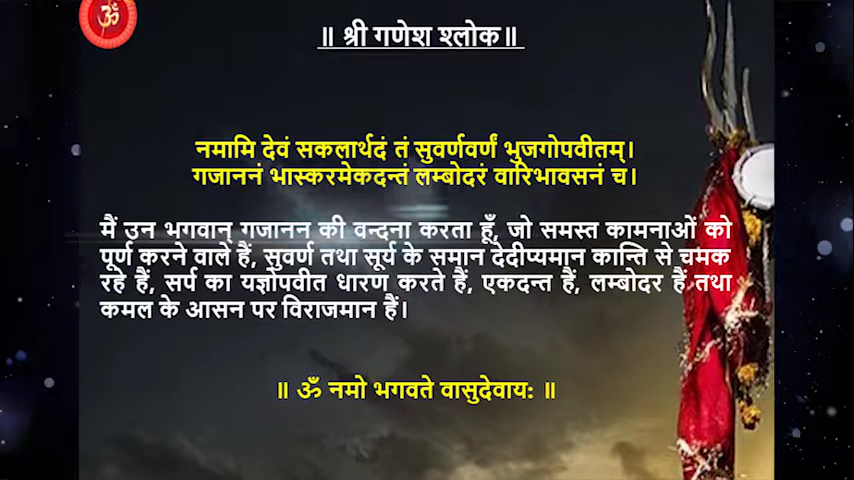 ॐ
॥ श्री गणेश श्लोक॥
नमामि देवं सकलार्थदं तं सुवर्णवर्णं भुजगोपवीतम्।
गजाननं भास्करमेकदन्तं लम्बोदरं वारिभावसनं च।
मैं उन भगवान् गजानन की वन्दना करता हूँ, जो समस्त कामनाओं को
पूर्ण करने वाले हैं, सुवर्ण तथा सूर्य के समान देदीप्यमान कान्ति से चमक
रहे हैं, सर्प का यज्ञोपवीत धारण करते हैं, एकदन्त हैं, लम्बोदर हैं तथा
कमल के आसन पर विराजमान हैं।
॥ ॐ नमो भगवते वासुदेवाय: ॥